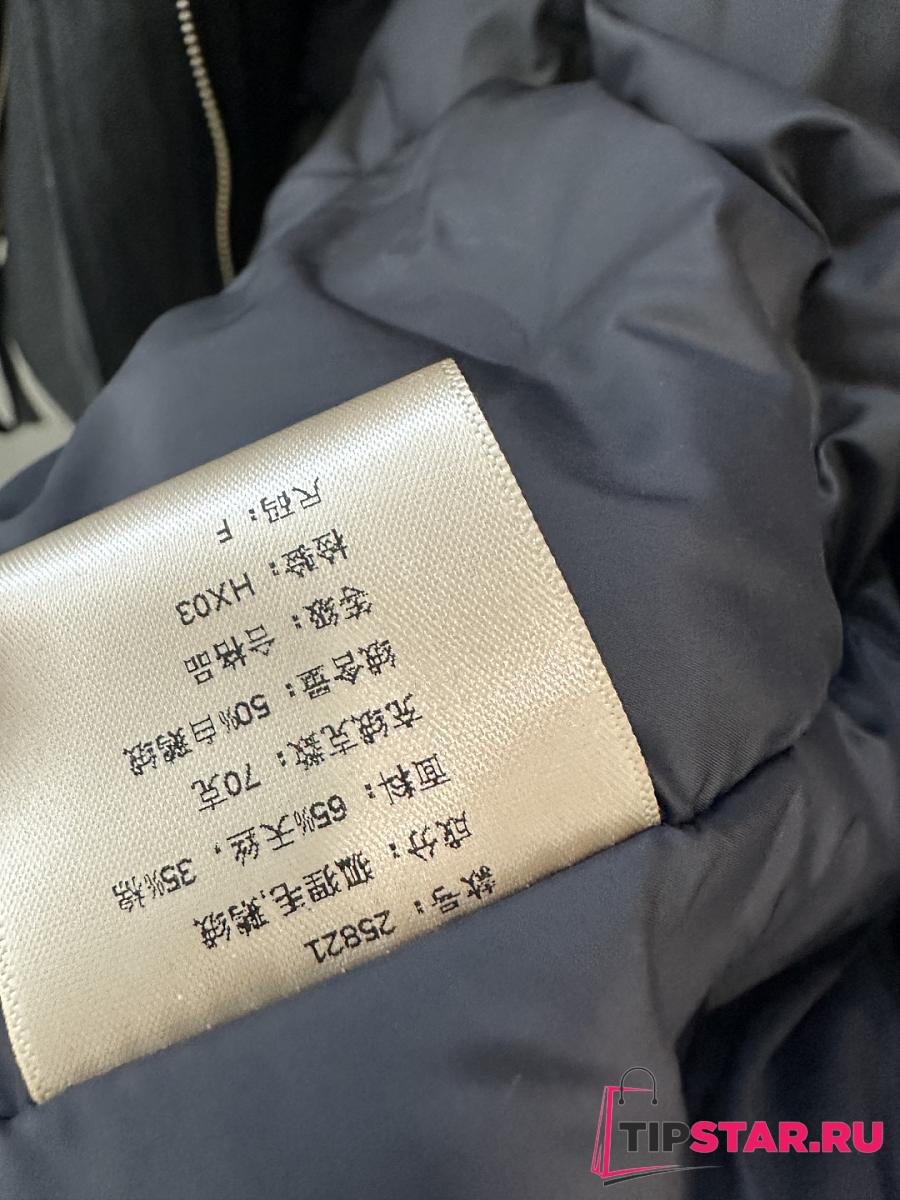 款号：25821
成分：狐狸毛,鹅绒
面料：65%天丝，35%棉
充绒克数：70克
绒含量：50%白鹅绒
等级：合格品
检验：HX03
尺码：F
TIPSTAR.RU